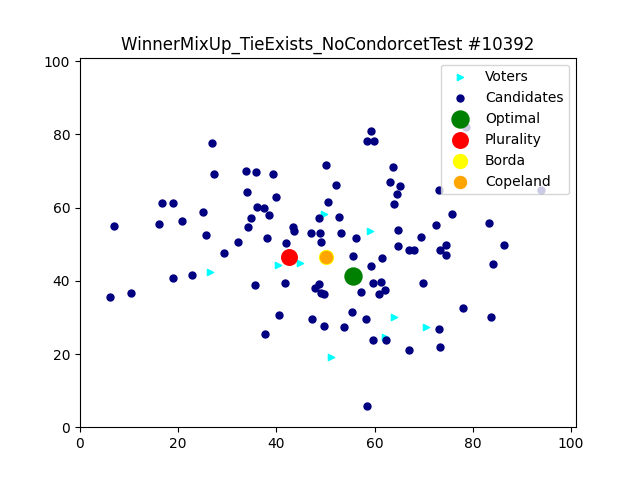 WinnerMixUp_TieExists_NoCondorcetTest #10392
100
80
60
40
20
0
0 20 40 60 80 100
Voters
Candidates
Optimal
Plurality
Borda
Copeland